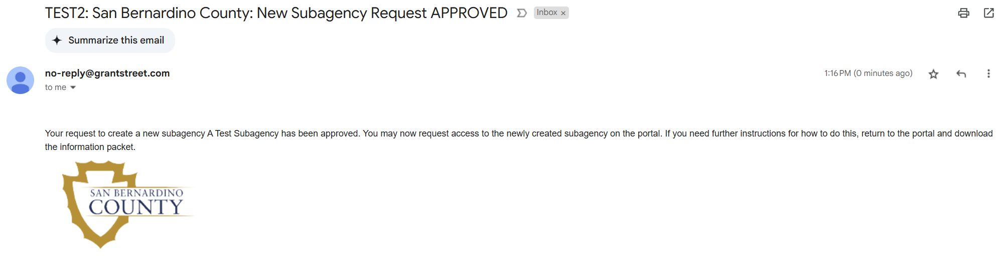 TEST2: San Bernardino County: New Subagency Request APPROVED Inbox ×
Summarize this email
no-reply@grantstreet.com 1:16 PM (0 minutes ago)
to me
Your request to create a new subagency A Test Subagency has been approved. You may now request access to the newly created subagency on the portal. If you need further instructions for how to do this, return to the portal and download
the information packet.
SAN BERNARDINO
COUNTY